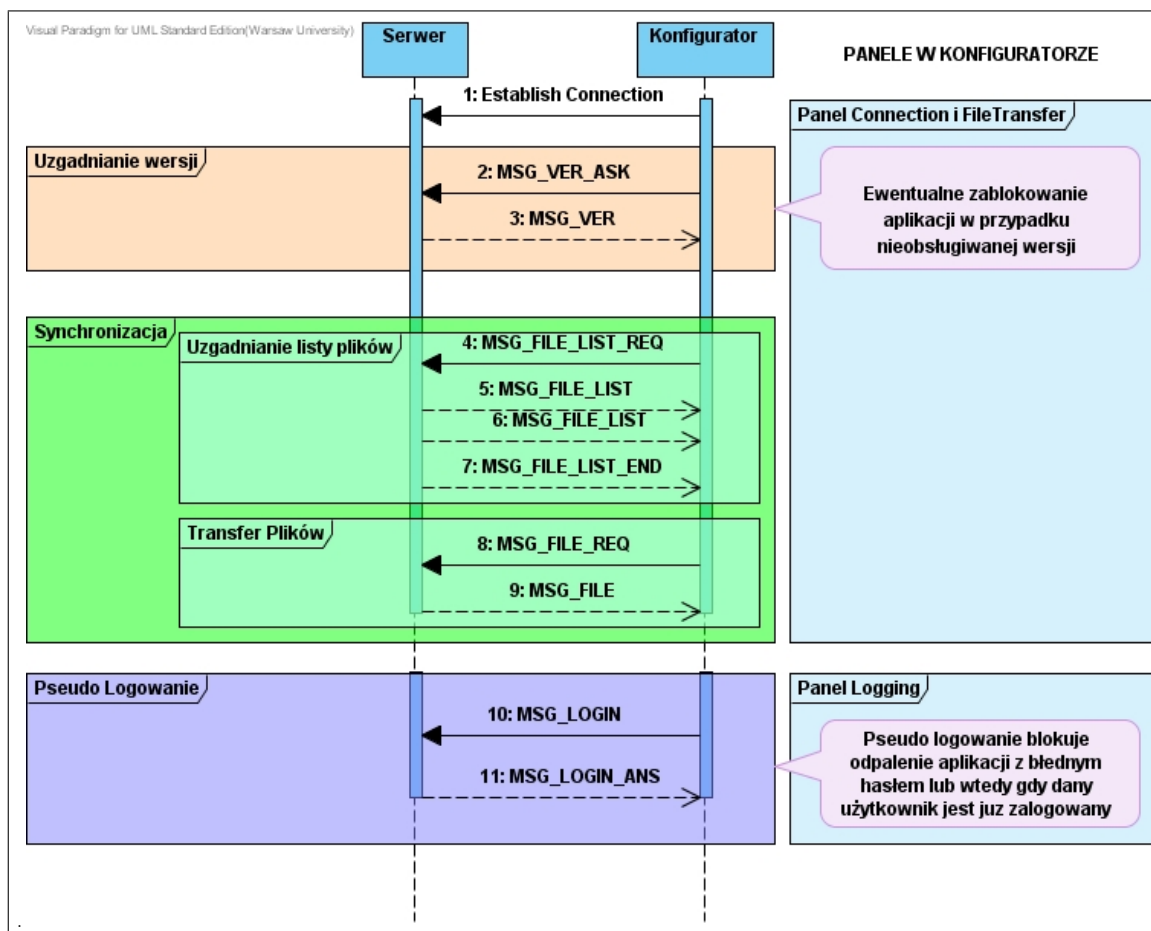 Visual Paradigm for UML Standard Edition(Warsaw University)
Serwer
Konfigurator
PANELE W KONFIGURATORZE
1: Establish Connection
Panel Connection i FileTransfer
Uzgadnianie wersji
2: MSG_VER_ASK
3: MSG_VER
Ewentualne zablokowanie
aplikacji w przypadku
nieobsługiwanej wersji
Synchronizacja
Uzgadnianie listy plików
4: MSG_FILE_LIST_REQ
5: MSG_FILE_LIST
6: MSG_FILE_LIST
7: MSG_FILE_LIST_END
Transfer Plików
8: MSG_FILE_REQ
9: MSG_FILE
Pseudo Logowanie
Panel Logging
10: MSG_LOGIN
11: MSG_LOGIN_ANS
Pseudo logowanie blokuje
odpalenie aplikacji z błednym
hasłem lub wtedy gdy dany
użytkownik jest juz zalogowany
.